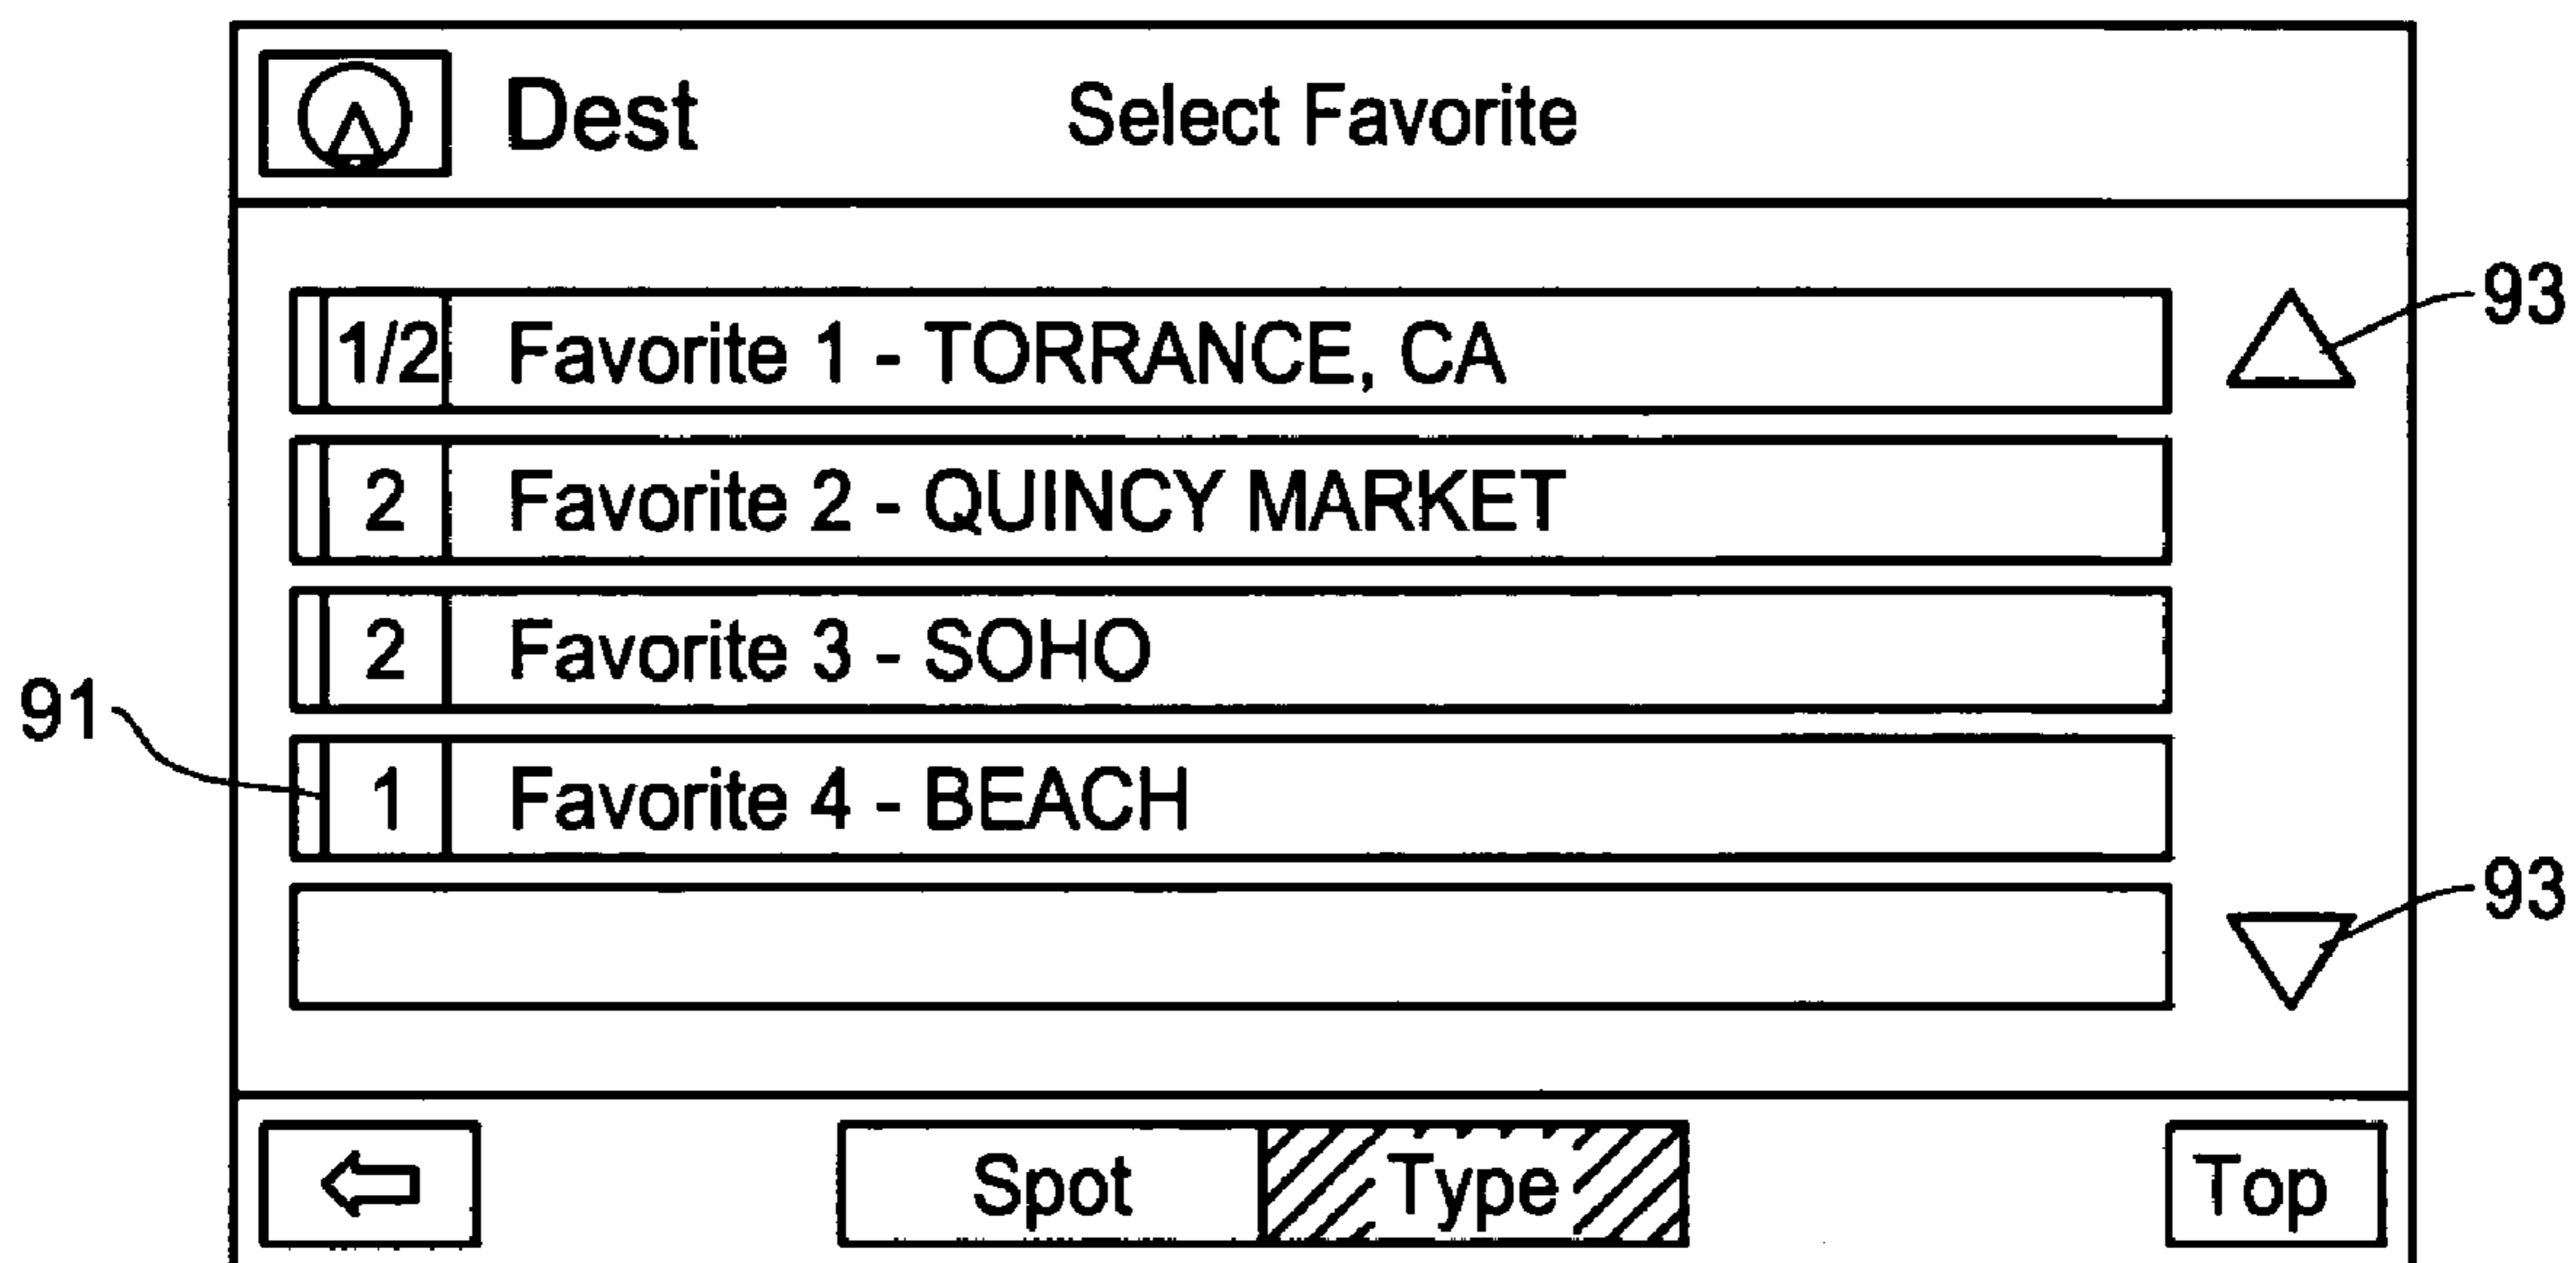 Dest Select Favorite
1/2 Favorite 1 - TORRANCE, CA
93
2 Favorite 2 - QUINCY MARKET
2 Favorite 3 - SOHO
91
1 Favorite 4 - BEACH
93
Spot Type Top